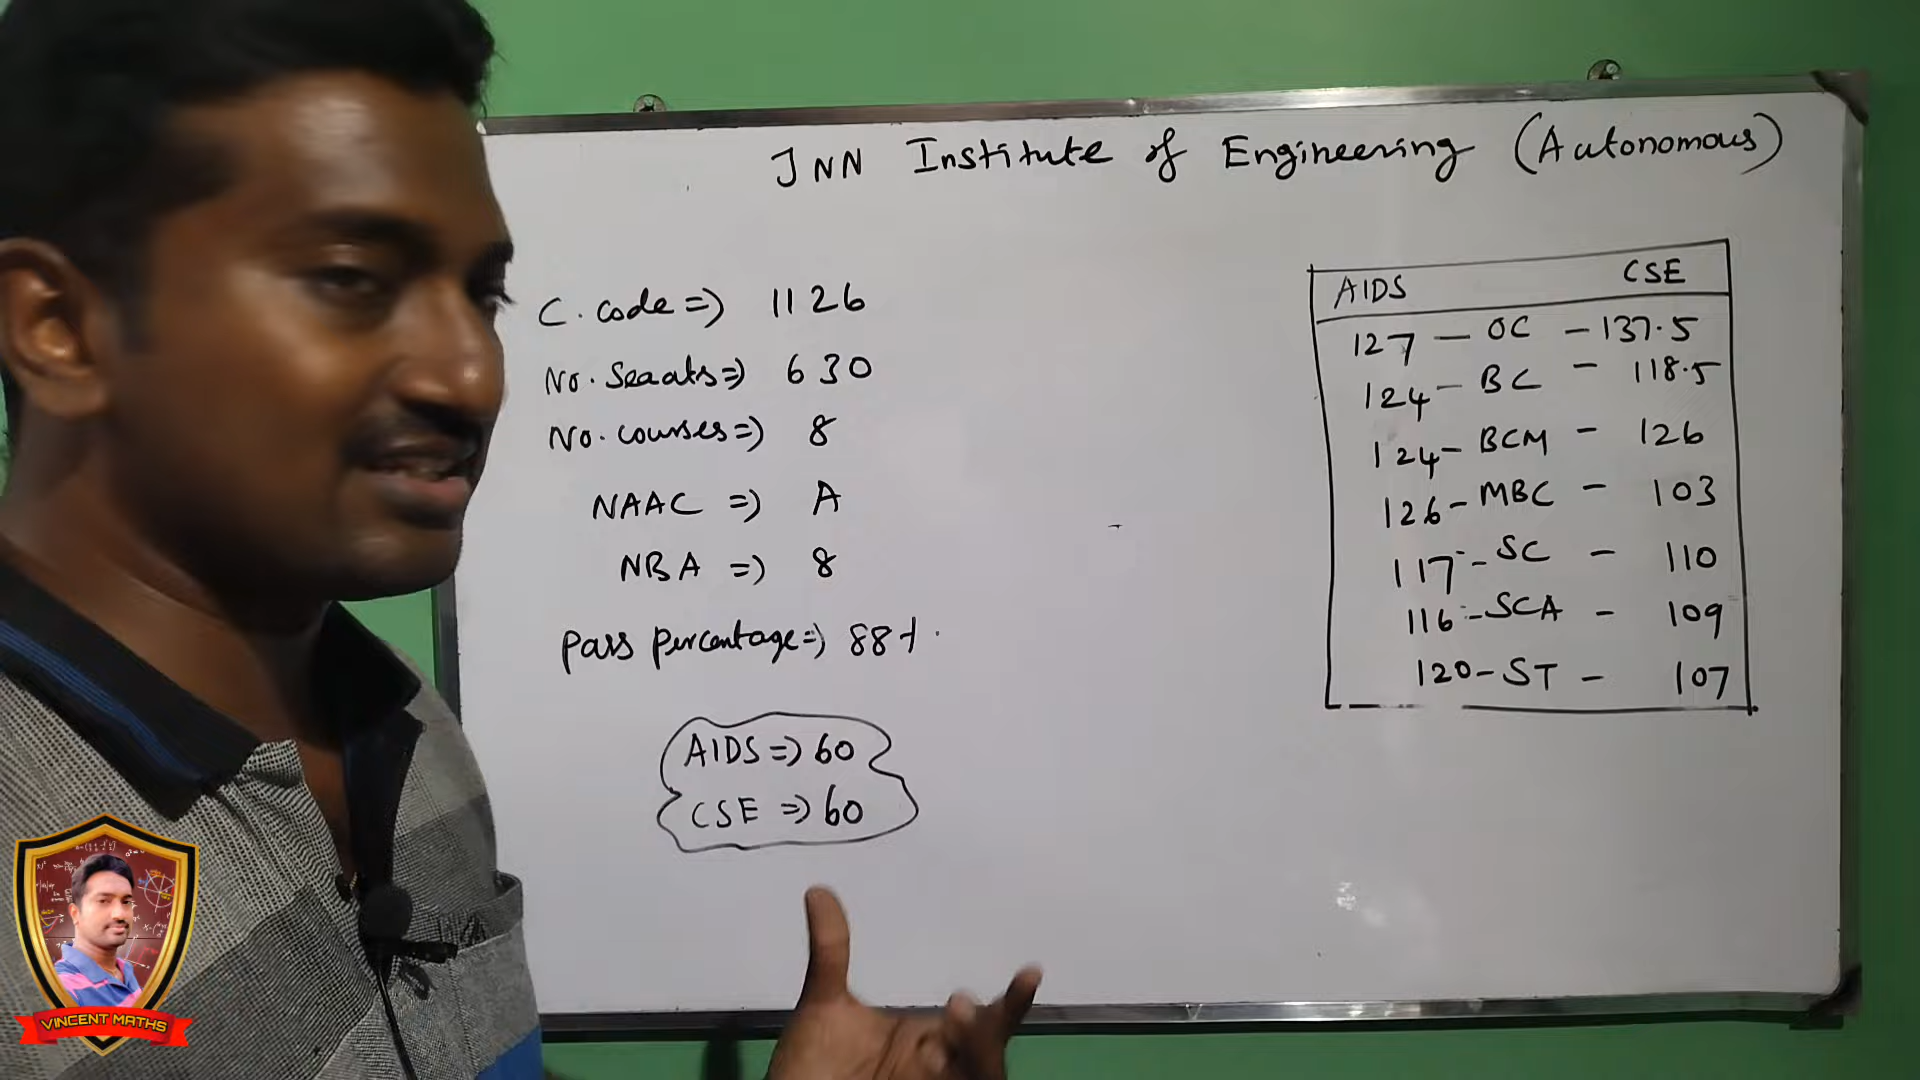 JNN Institute of Engineering (Autonomous)
C. code => 1126
No. Seaats => 630
No. courses => 8
NAAC => A
NBA => 8
Pass percentage => 88%
AIDS => 60
CSE => 60
AIDS CSE
127 - OC - 137.5
124 - BC - 118.5
124 - BCM - 126
126 - MBC - 103
117 - SC - 110
116 - SCA - 109
120 - ST - 107
VINCENT MATHS